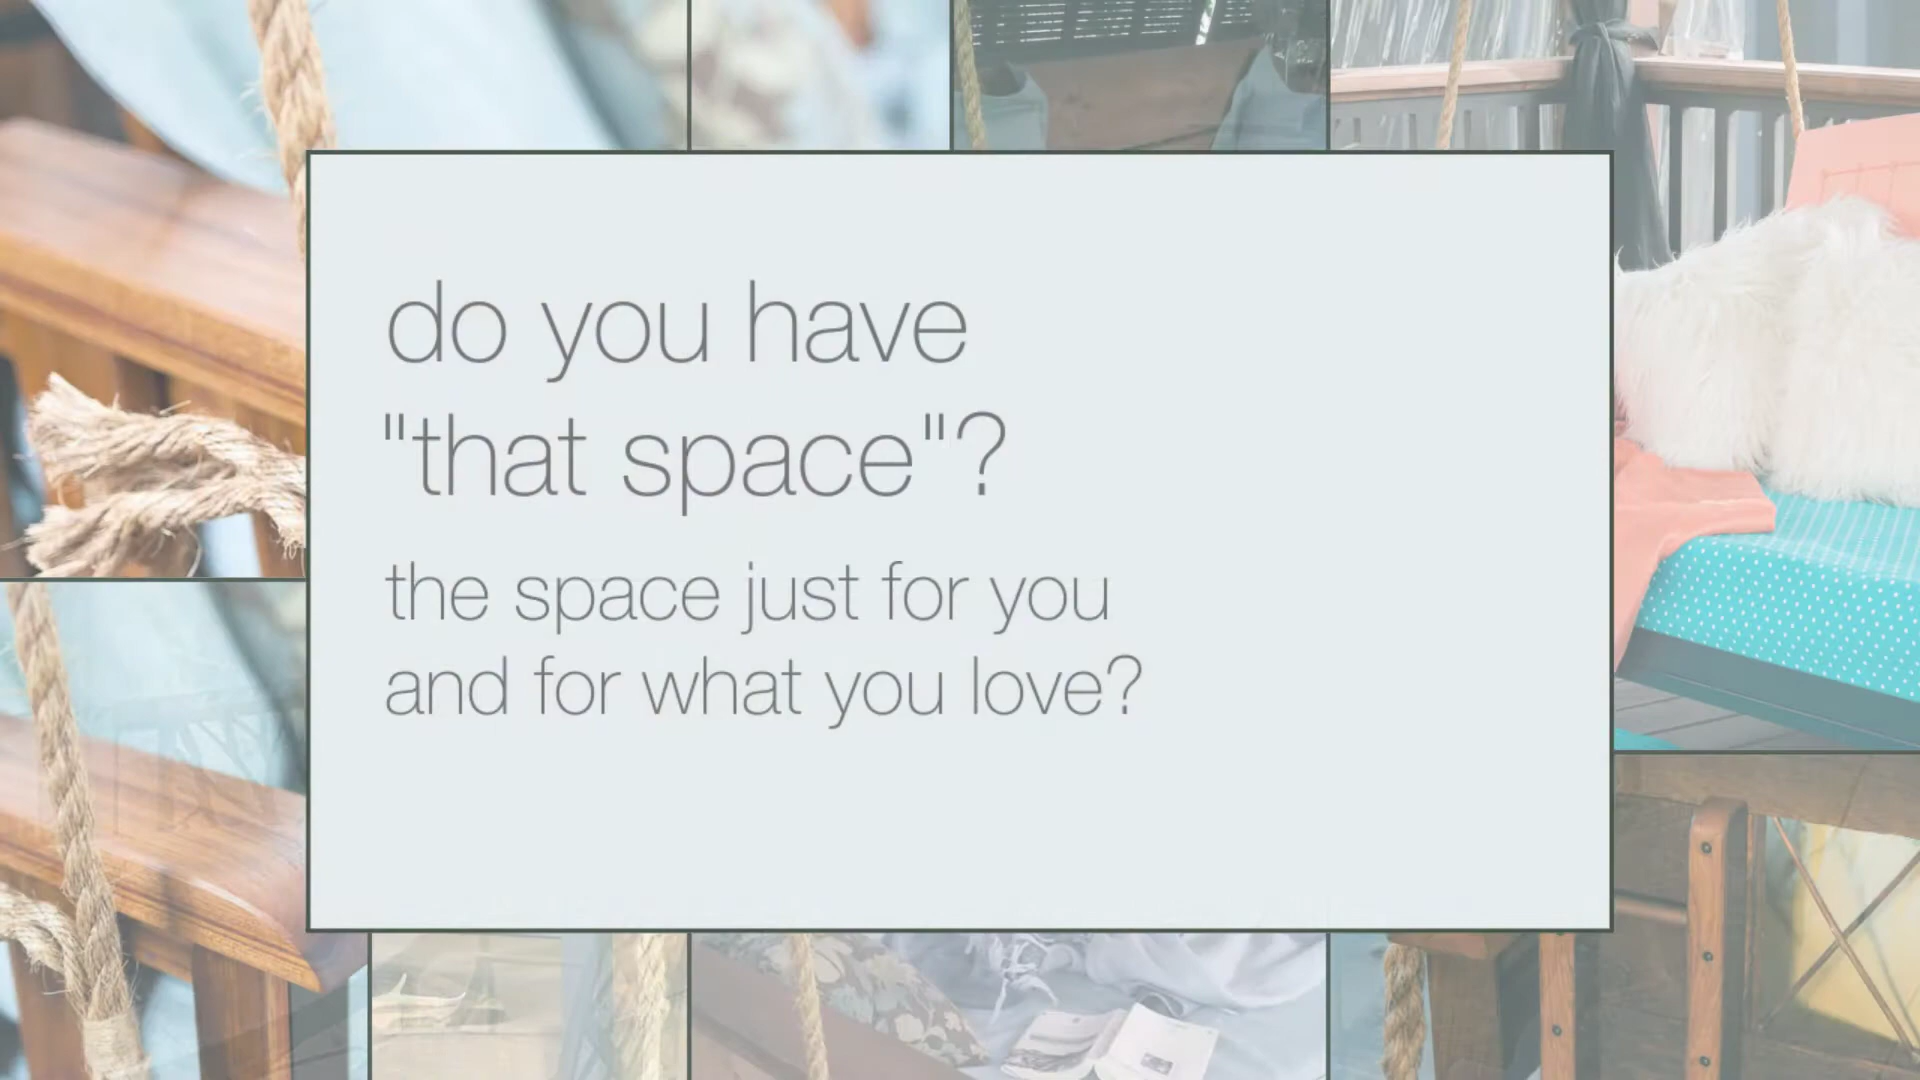 do you have
"that space"?
the space just for you
and for what you love?